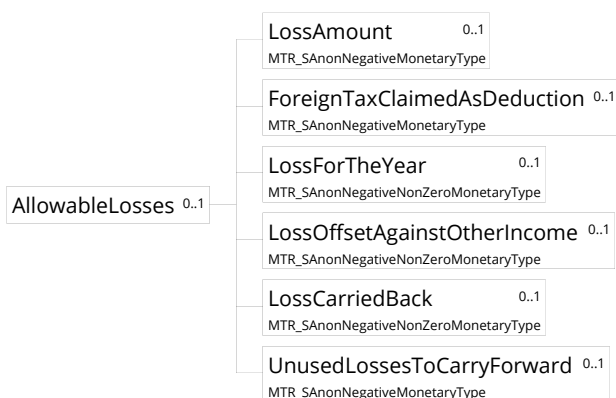 LossAmount 0..1
MTR_SAnonNegativeMonetaryType
ForeignTaxClaimedAsDeduction 0..1
MTR_SAnonNegativeMonetaryType
LossForTheYear 0..1
MTR_SAnonNegativeNonZeroMonetaryType
AllowableLosses 0..1
LossOffsetAgainstOtherIncome 0..1
MTR_SAnonNegativeNonZeroMonetaryType
LossCarriedBack 0..1
MTR_SAnonNegativeNonZeroMonetaryType
UnusedLossesToCarryForward 0..1
MTR_SAnonNegativeMonetaryType